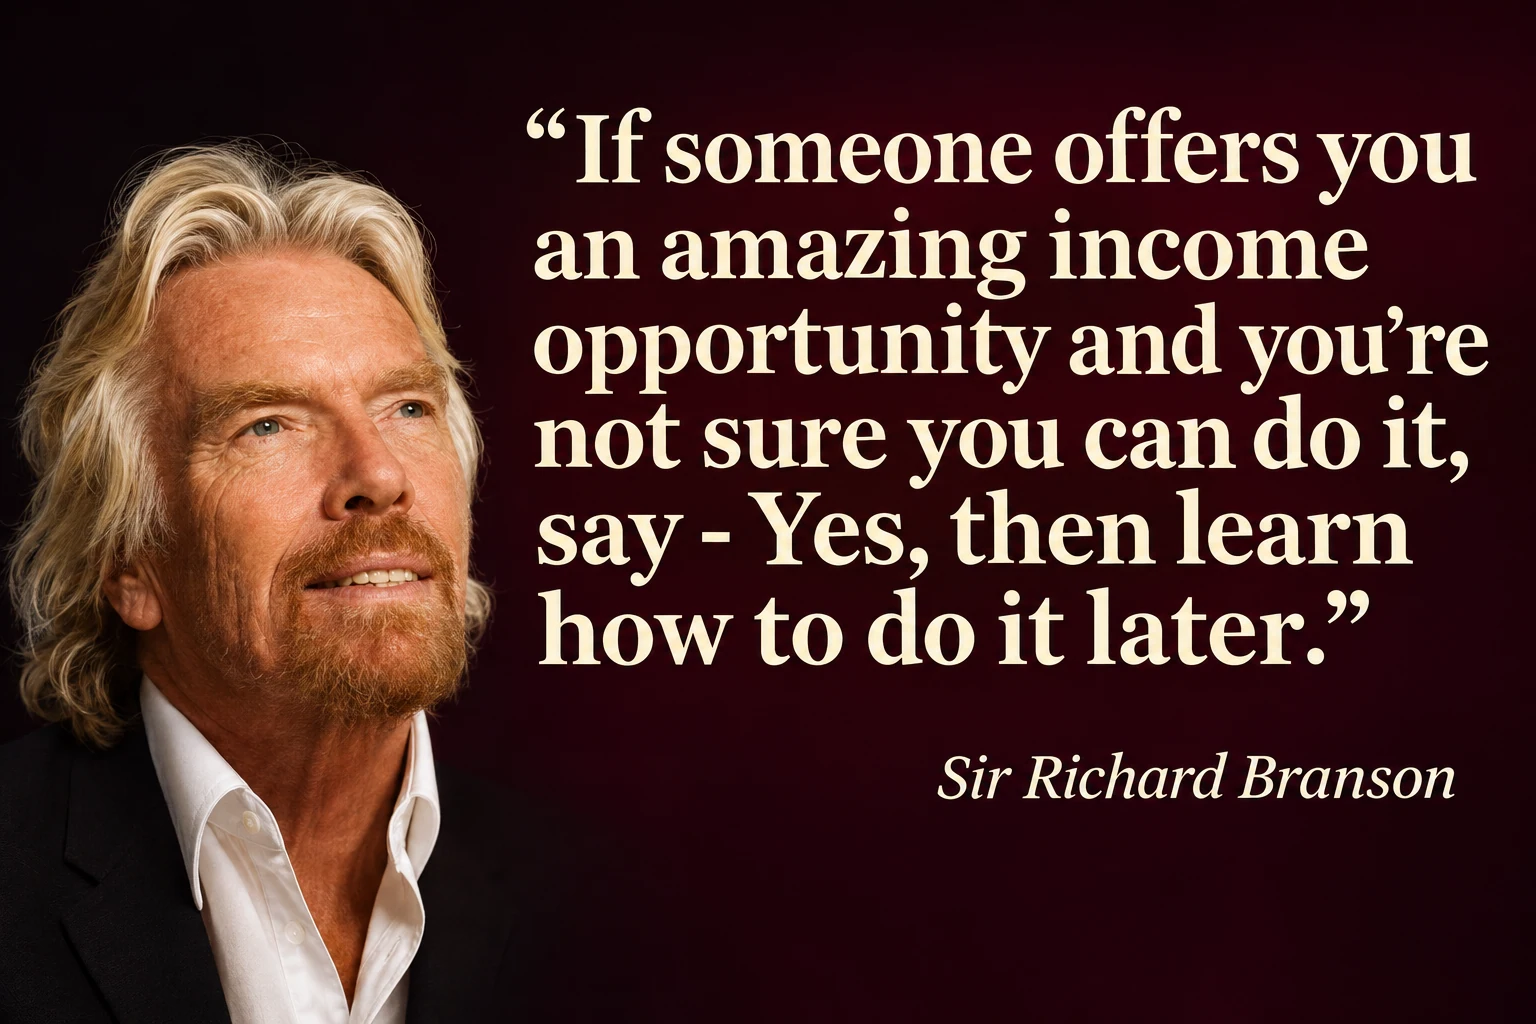 “If someone offers you
an amazing income
opportunity and you’re
not sure you can do it,
say - Yes, then learn
how to do it later.”
Sir Richard Branson